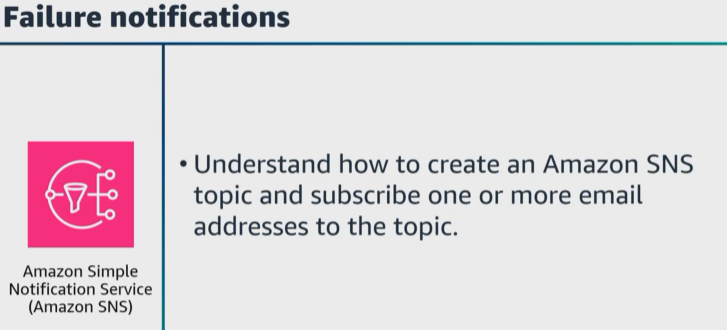 Failure notifications
• Understand how to create an Amazon SNS
topic and subscribe one or more email
addresses to the topic.
Amazon Simple
Notification Service
(Amazon SNS)